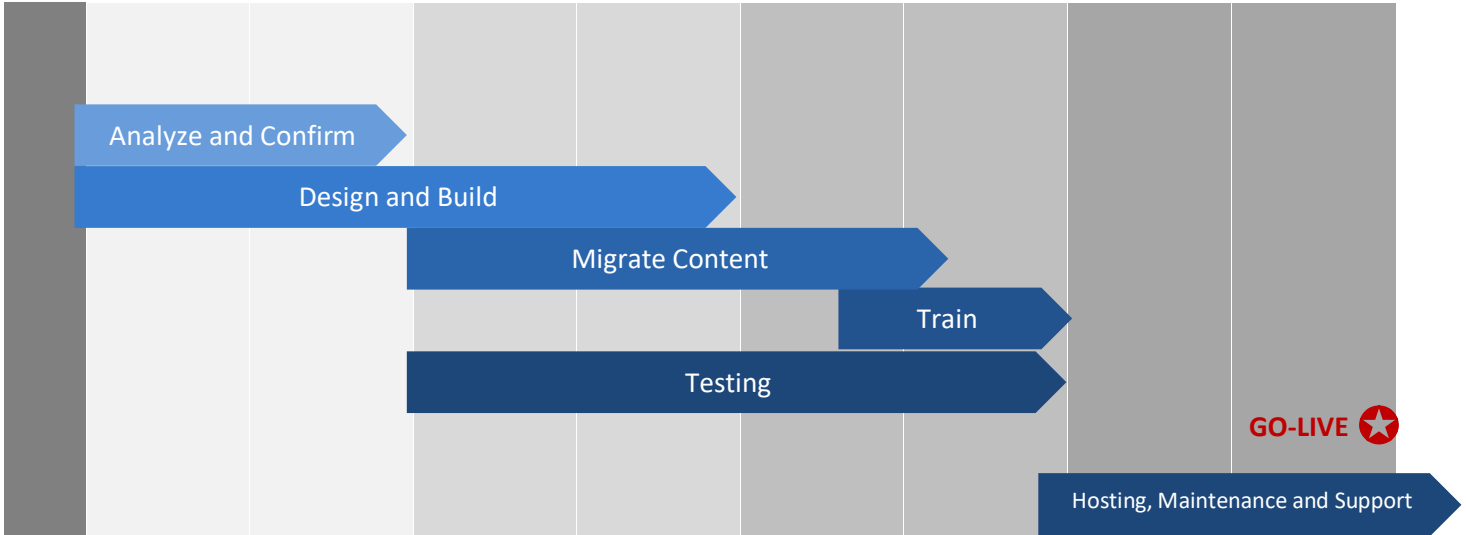 Analyze and Confirm
Design and Build
Migrate Content
Train
Testing
GO-LIVE
Hosting, Maintenance and Support